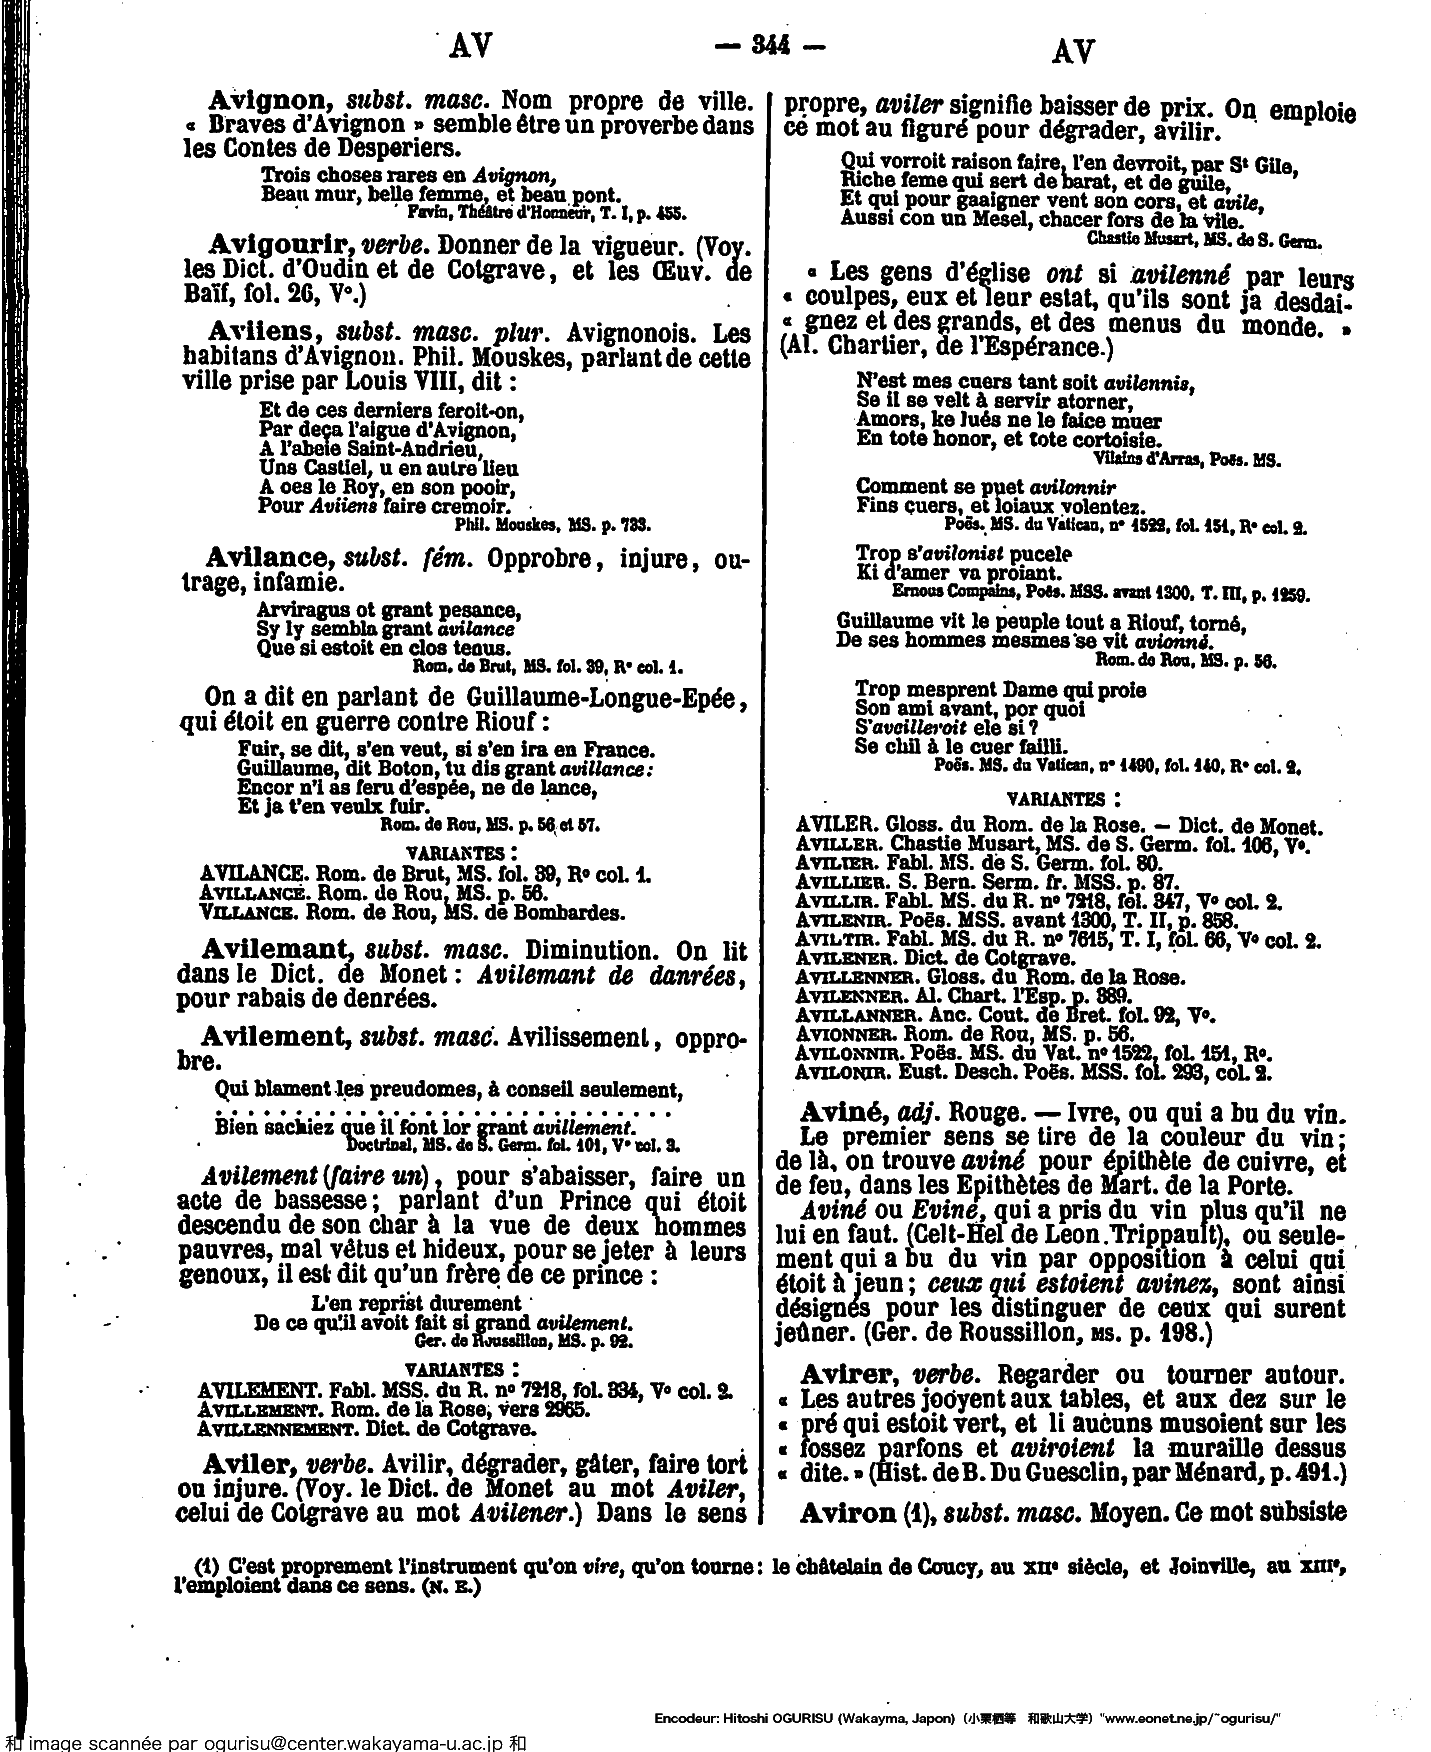 AV — 344 — AV
Avignon, subst. masc. Nom propre de ville.
« Braves d'Avignon » semble être un proverbe dans
les Contes de Desperiers.
Trois choses rares en Avignon,
Beau mur, belle femme, et beau pont.
Favin, Théâtre d'Honneur, T. I, p. 455.
Avigourir, verbe. Donner de la vigueur. (Voy.
les Dict. d'Oudin et de Cotgrave, et les Œuv. de
Baïf, fol. 26, Vo.)
Aviiens, subst. masc. plur. Avignonois. Les
habitans d'Avignon. Phil. Mouskes, parlant de cette
ville prise par Louis VIII, dit :
Et de ces derniers feroit-on,
Par deça l'aigue d'Avignon,
A l'abeïe Saint-Andrieu,
Uns Castiel, u en autre lieu
A oes le Roy, en son pooir,
Pour Aviiens faire cremoir.
Phil. Mouskes, MS. p. 733.
Avilance, subst. fém. Opprobre, injure, ou-
trage, infamie.
Arviragus ot grant pesance,
Sy ly sembla grant avilance
Que si estoit en clos tenus.
Rom. de Brut, MS. fol. 39, Ro col. 1.
On a dit en parlant de Guillaume-Longue-Epée,
qui étoit en guerre contre Riouf :
Fuir, se dit, s'en veut, si s'en ira en France.
Guillaume, dit Boton, tu dis grant avillance :
Encor n'i as feru d'espée, ne de lance,
Et ja t'en veulx fuir.
Rom. de Rou, MS. p. 56 et 57.
VARIANTES :
AVILANCE. Rom. de Brut, MS. fol. 39, Ro col. 1.
AVILLANCE. Rom. de Rou, MS. p. 56.
VILLANCE. Rom. de Rou, MS. de Bombardes.
Avilemant, subst. masc. Diminution. On lit
dans le Dict. de Monet : Avilemant de danrées,
pour rabais de denrées.
Avilement, subst. masc. Avilissement, oppro-
bre.
Qui blament les preudomes, à conseil seulement,
. . . . . . . . . . . . . . . . . . . . . . . . . . . . .
Bien sachiez que il font lor grant avillement.
Doctrinal, MS. de S. Germ. fol. 101, Vo col. 3.
Avilement (faire un), pour s'abaisser, faire un
acte de bassesse ; parlant d'un Prince qui étoit
descendu de son char à la vue de deux hommes
pauvres, mal vêtus et hideux, pour se jeter à leurs
genoux, il est dit qu'un frère de ce prince :
L'en reprist durement
De ce qu'il avoit fait si grand avilement.
Ger. de Roussillon, MS. p. 92.
VARIANTES :
AVILEMENT. Fabl. MSS. du R. no 7218, fol. 334, Vo col. 2.
AVILLEMENT. Rom. de la Rose, vers 2965.
AVILLENNEMENT. Dict. de Cotgrave.
Aviler, verbe. Avilir, dégrader, gâter, faire tort
ou injure. (Voy. le Dict. de Monet au mot Aviler,
celui de Cotgrave au mot Avilener.) Dans le sens
propre, aviler signifie baisser de prix. On emploie
ce mot au figuré pour dégrader, avilir.
Qui vorroit raison faire, l'en devroit, par St Gile,
Riche feme qui sert de barat, et de guile,
Et qui pour gaaigner vent son cors, et avile,
Aussi con un Mesel, chacer fors de la vile.
Chastie Musart, MS. de S. Germ.
« Les gens d'église ont si avilenné par leurs
« coulpes, eux et leur estat, qu'ils sont ja desdai-
« gnez et des grands, et des menus du monde. »
(Al. Chartier, de l'Espérance.)
N'est mes cuers tant soit avilennis,
Se il se velt à servir atorner,
Amors, ke lués ne le faice muer
En tote honor, et tote cortoisie.
Vilains d'Arras, Poës. MS.
Comment se puet avilonnir
Fins cuers, et loiaux volentez.
Poës. MS. du Vatican, no 1522, fol. 151, Ro col. 2.
Trop s'avilonist pucele
Ki d'amer va proiant.
Ernous Compains, Poës. MSS. avant 1300, T. III, p. 1259.
Guillaume vit le peuple tout a Riouf, torné,
De ses hommes mesmes se vit avionné.
Rom. de Rou, MS. p. 56.
Trop mesprent Dame qui proie
Son ami avant, por quoi
S'aveilleroit ele si ?
Se chil à le cuer failli.
Poës. MS. du Vatican, no 1490, fol. 140, Ro col. 2.
VARIANTES :
AVILER. Gloss. du Rom. de la Rose. — Dict. de Monet.
AVILLER. Chastie Musart, MS. de S. Germ. fol. 106, Vo.
AVILIER. Fabl. MS. de S. Germ. fol. 80.
AVILLIER. S. Bern. Serm. fr. MSS. p. 87.
AVILLIR. Fabl. MS. du R. no 7218, fol. 347, Vo col. 2.
AVILENIR. Poës. MSS. avant 1300, T. II, p. 858.
AVILTIR. Fabl. MS. du R. no 7615, T. I, fol. 66, Vo col. 2.
AVILENER. Dict. de Cotgrave.
AVILLENNER. Gloss. du Rom. de la Rose.
AVILENNER. Al. Chart. l'Esp. p. 389.
AVILLANNER. Anc. Cout. de Bret. fol. 92, Vo.
AVIONNER. Rom. de Rou, MS. p. 56.
AVILONNIR. Poës. MS. du Vat. no 1522, fol. 151, Ro.
AVILONIR. Eust. Desch. Poës. MSS. fol. 293, col. 2.
Aviné, adj. Rouge. — Ivre, ou qui a bu du vin.
Le premier sens se tire de la couleur du vin ;
de là, on trouve aviné pour épithète de cuivre, et
de feu, dans les Epithètes de Mart. de la Porte.
Aviné ou Eviné, qui a pris du vin plus qu'il ne
lui en faut. (Celt-Hel de Leon Trippault), ou seule-
ment qui a bu du vin par opposition à celui qui
étoit à jeun ; ceux qui estoient avinez, sont ainsi
désignés pour les distinguer de ceux qui surent
jeûner. (Ger. de Roussillon, MS. p. 198.)
Avirer, verbe. Regarder ou tourner autour.
« Les autres jooyent aux tables, et aux dez sur le
« pré qui estoit vert, et li aucuns musoient sur les
« fossez parfons et aviroient la muraille dessus
« dite. » (Hist. de B. Du Guesclin, par Ménard, p. 491.)
Aviron (1), subst. masc. Moyen. Ce mot subsiste
(1) C'est proprement l'instrument qu'on vire, qu'on tourne : le châtelain de Coucy, au XIIe siècle, et Joinville, au XIIIe,
l'emploient dans ce sens. (N. E.)
Encodeur: Hitoshi OGURISU (Wakayma, Japon) (小栗栖等 和歌山大学) "www.eonet.ne.jp/~ogurisu/"
和 image scannée par ogurisu@center.wakayama-u.ac.jp 和